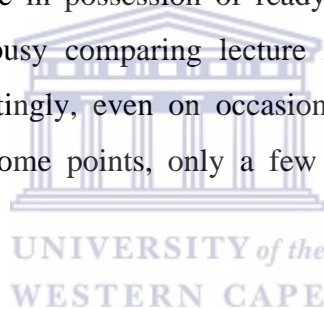 e in possession of ready
busy comparing lecture
tingly, even on occasion
ome points, only a few
UNIVERSITY of the
WESTERN CAPE